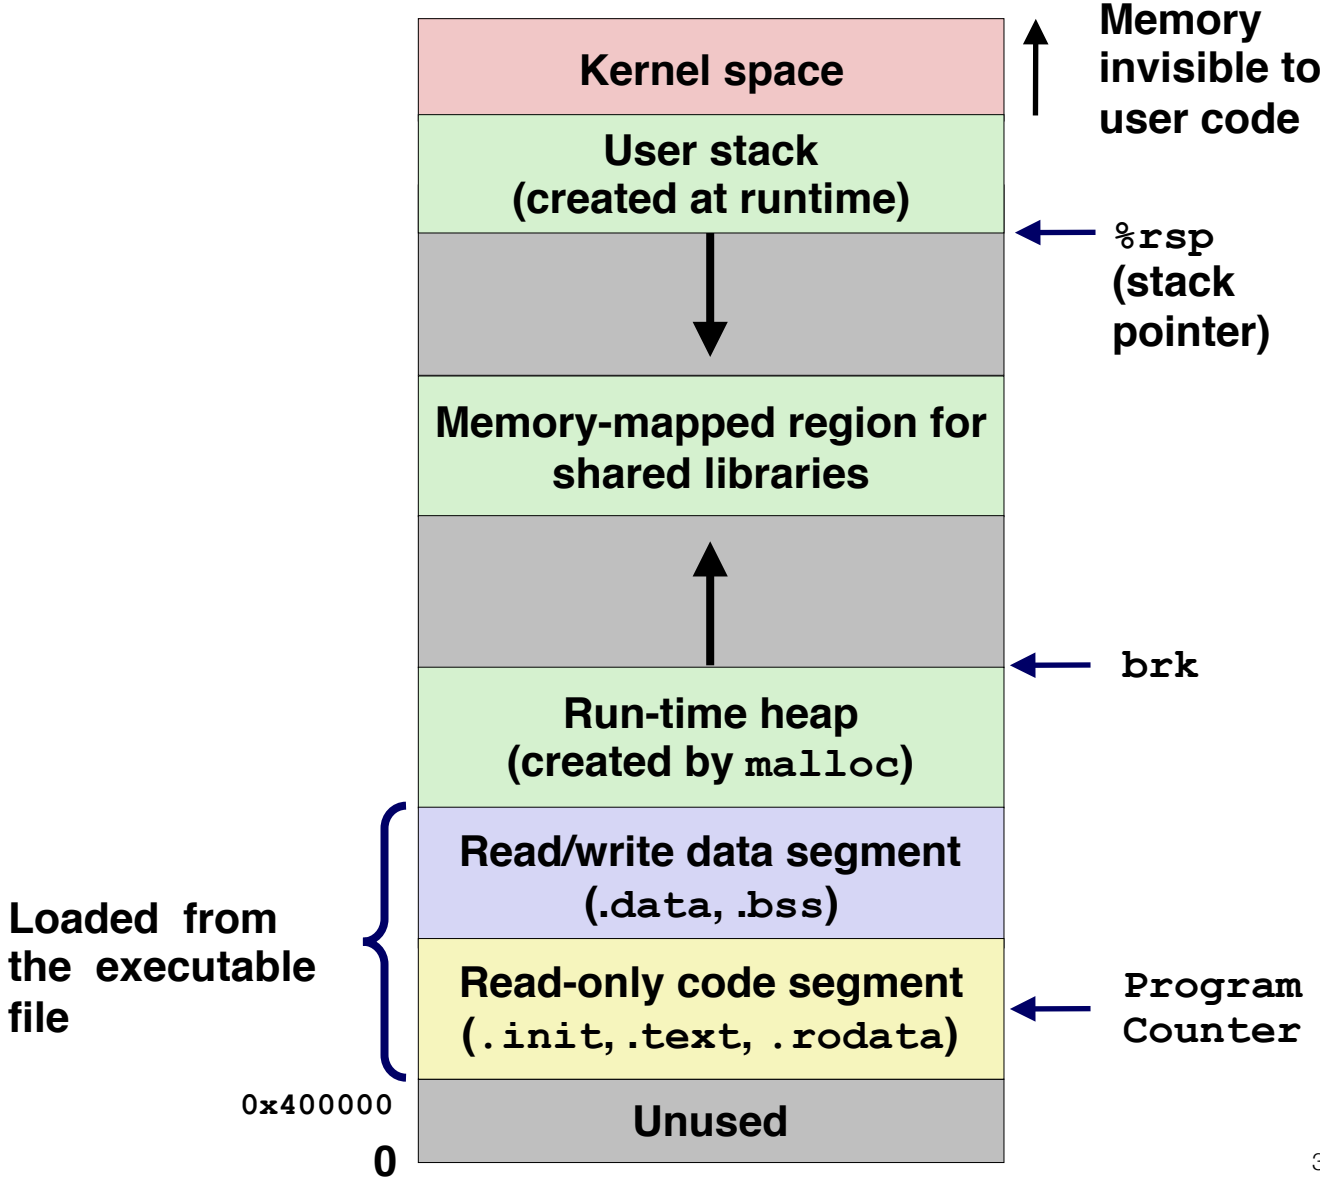 Memory
invisible to
user code
Kernel space
User stack
(created at runtime)
%rsp
(stack
pointer)
Memory-mapped region for
shared libraries
brk
Run-time heap
(created by malloc)
Read/write data segment
(.data, .bss)
Loaded from
the executable
file
Read-only code segment
(.init, .text, .rodata)
Program
Counter
0x400000
Unused
0
3